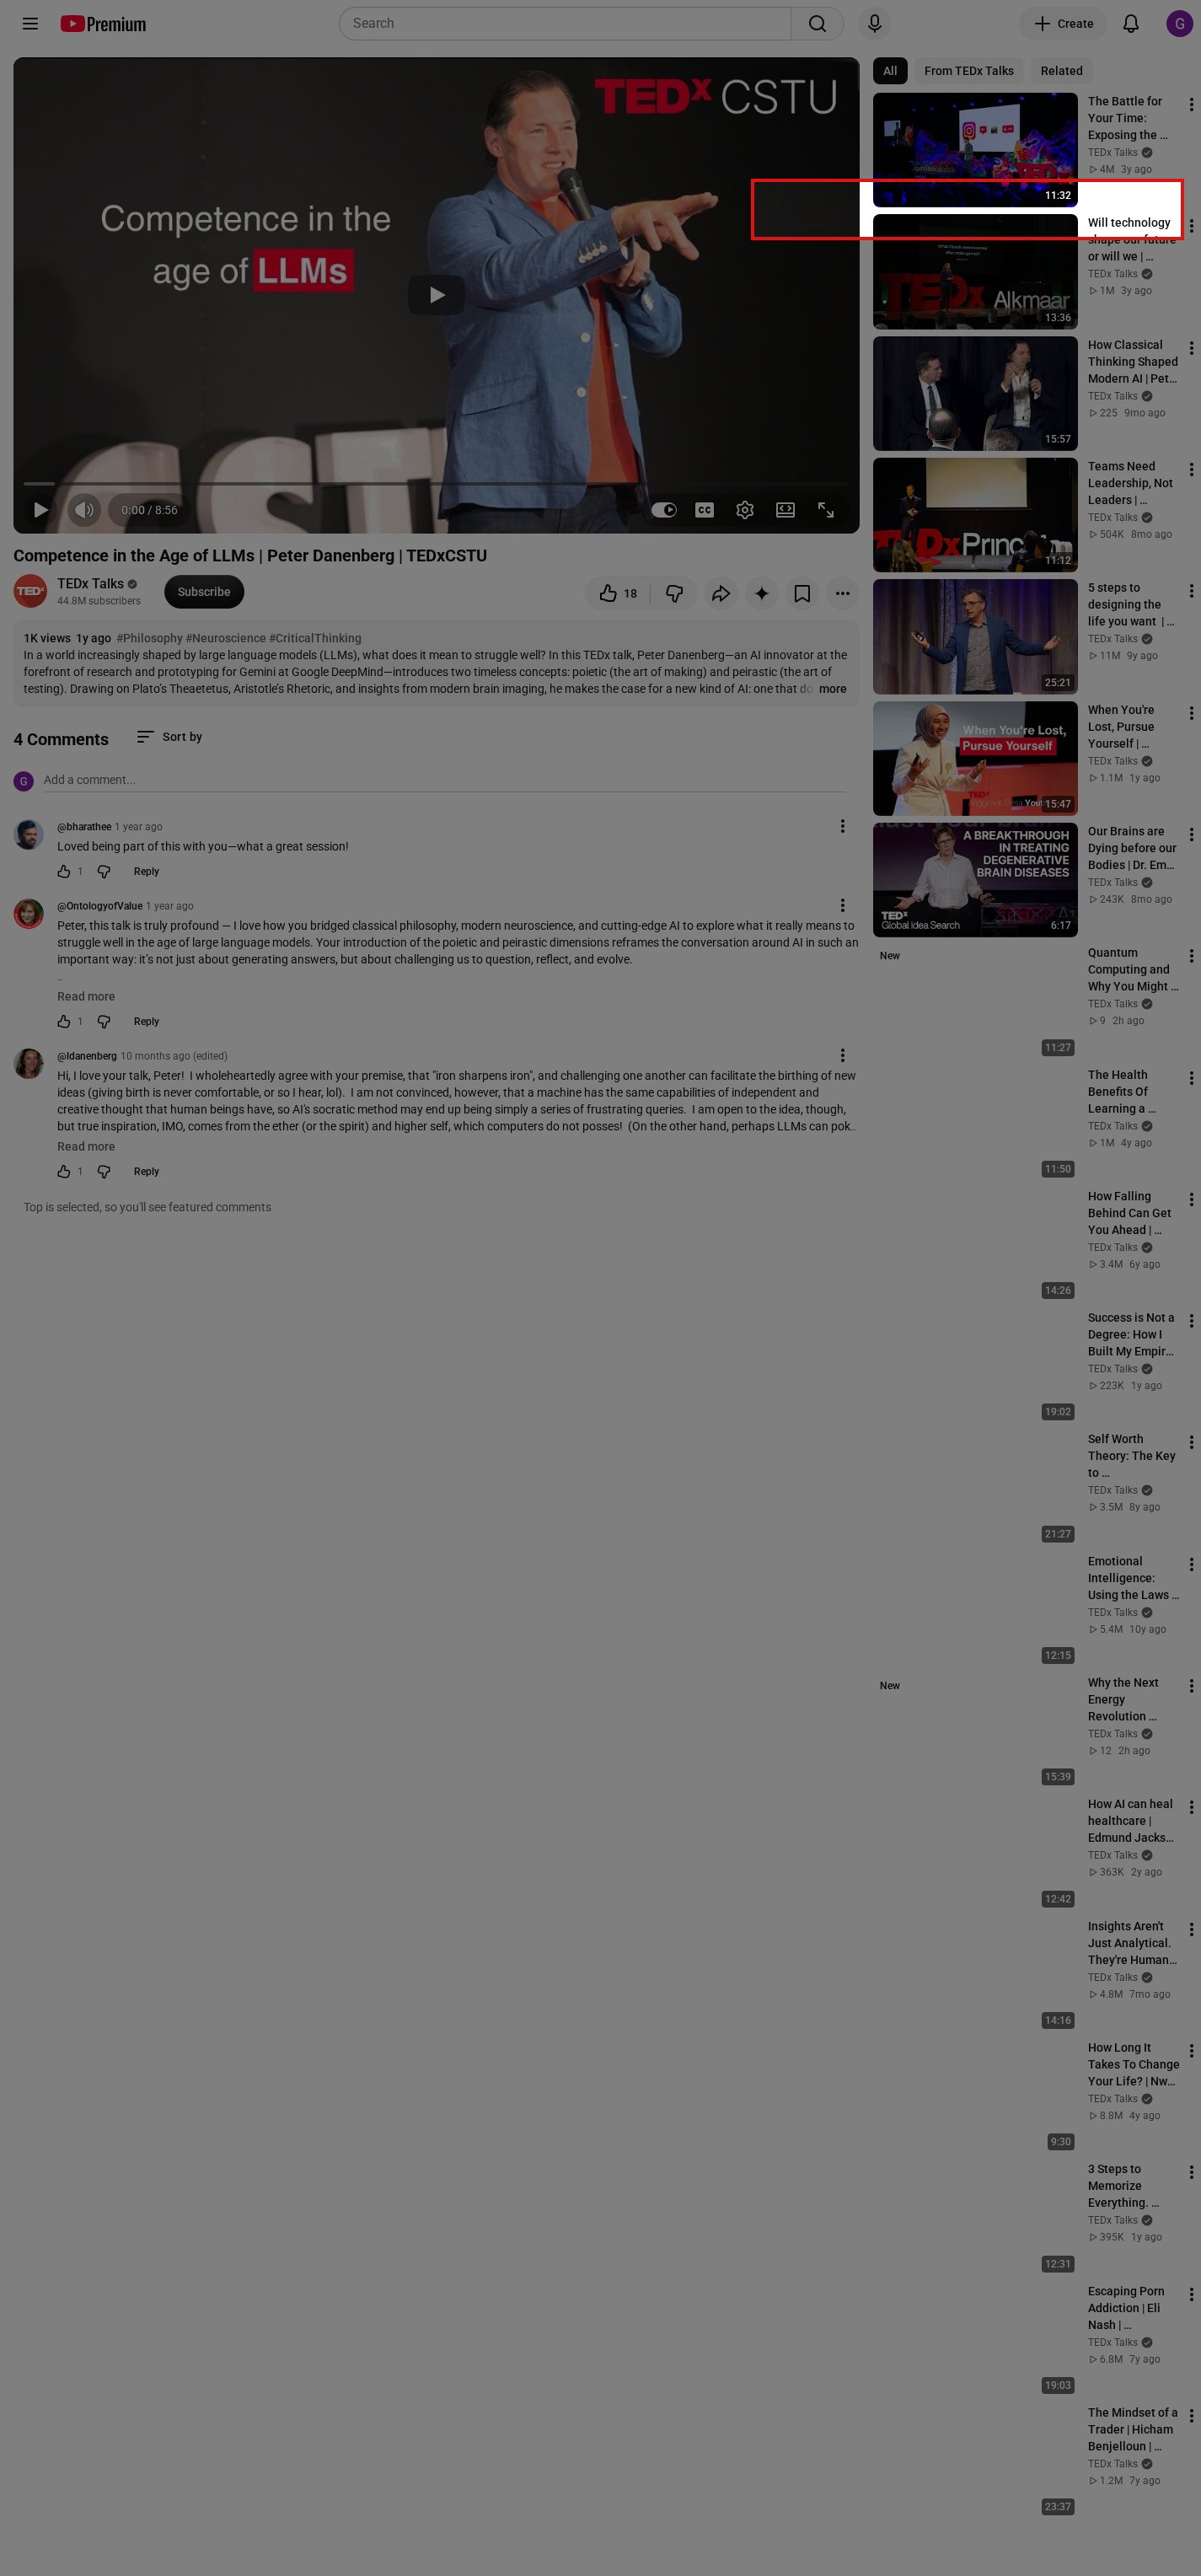 Premium
Search
Create
G
TEDx CSTU
Competence in the
age of LLMs
0:00 / 8:56
CC
Competence in the Age of LLMs | Peter Danenberg | TEDxCSTU
TEDx
TEDx Talks
44.8M subscribers
Subscribe
18
1K views 1y ago #Philosophy #Neuroscience #CriticalThinking
In a world increasingly shaped by large language models (LLMs), what does it mean to struggle well? In this TEDx talk, Peter Danenberg—an AI innovator at the
forefront of research and prototyping for Gemini at Google DeepMind—introduces two timeless concepts: poietic (the art of making) and peirastic (the art of
testing). Drawing on Plato’s Theaetetus, Aristotle’s Rhetoric, and insights from modern brain imaging, he makes the case for a new kind of AI: one that do more
4 Comments
Sort by
G
Add a comment...
@bharathee 1 year ago
Loved being part of this with you—what a great session!
1
Reply
@OntologyofValue 1 year ago
Peter, this talk is truly profound — I love how you bridged classical philosophy, modern neuroscience, and cutting-edge AI to explore what it really means to
struggle well in the age of large language models. Your introduction of the poietic and peirastic dimensions reframes the conversation around AI in such an
important way: it’s not just about generating answers, but about challenging us to question, reflect, and evolve.
..
Read more
1
Reply
@ldanenberg 10 months ago (edited)
Hi, I love your talk, Peter! I wholeheartedly agree with your premise, that "iron sharpens iron", and challenging one another can facilitate the birthing of new
ideas (giving birth is never comfortable, or so I hear, lol). I am not convinced, however, that a machine has the same capabilities of independent and
creative thought that human beings have, so AI's socratic method may end up being simply a series of frustrating queries. I am open to the idea, though,
but true inspiration, IMO, comes from the ether (or the spirit) and higher self, which computers do not posses! (On the other hand, perhaps LLMs can pok..
Read more
1
Reply
Top is selected, so you'll see featured comments
All
From TEDx Talks
Related
11:32
The Battle for
Your Time:
Exposing the ...
TEDx Talks
4M 3y ago
TEDx Alkmaar
13:36
Will technology
shape our future
or will we | ...
TEDx Talks
1M 3y ago
15:57
How Classical
Thinking Shaped
Modern AI | Pet...
TEDx Talks
225 9mo ago
11:12
Teams Need
Leadership, Not
Leaders | ...
TEDx Talks
504K 8mo ago
25:21
5 steps to
designing the
life you want | ...
TEDx Talks
11M 9y ago
When You're Lost,
Pursue Yourself
TEDx
15:47
When You're
Lost, Pursue
Yourself | ...
TEDx Talks
1.1M 1y ago
A BREAKTHROUGH
IN TREATING
DEGENERATIVE
BRAIN DISEASES
TEDx
Global Idea Search
6:17
Our Brains are
Dying before our
Bodies | Dr. Em...
TEDx Talks
243K 8mo ago
New
11:27
Quantum
Computing and
Why You Might ...
TEDx Talks
9 2h ago
11:50
The Health
Benefits Of
Learning a ...
TEDx Talks
1M 4y ago
14:26
How Falling
Behind Can Get
You Ahead | ...
TEDx Talks
3.4M 6y ago
19:02
Success is Not a
Degree: How I
Built My Empir...
TEDx Talks
223K 1y ago
21:27
Self Worth
Theory: The Key
to ...
TEDx Talks
3.5M 8y ago
12:15
Emotional
Intelligence:
Using the Laws ...
TEDx Talks
5.4M 10y ago
New
15:39
Why the Next
Energy
Revolution ...
TEDx Talks
12 2h ago
12:42
How AI can heal
healthcare |
Edmund Jacks...
TEDx Talks
363K 2y ago
14:16
Insights Aren't
Just Analytical.
They're Human...
TEDx Talks
4.8M 7mo ago
9:30
How Long It
Takes To Change
Your Life? | Nw...
TEDx Talks
8.8M 4y ago
12:31
3 Steps to
Memorize
Everything. ...
TEDx Talks
395K 1y ago
19:03
Escaping Porn
Addiction | Eli
Nash | ...
TEDx Talks
6.8M 7y ago
23:37
The Mindset of a
Trader | Hicham
Benjelloun | ...
TEDx Talks
1.2M 7y ago